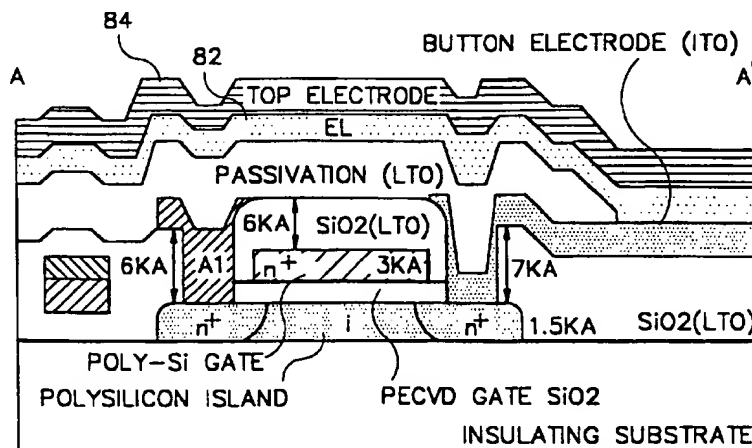 84
82
BUTTON ELECTRODE (ITO)
A
A'
TOP ELECTRODE
EL
PASSIVATION (LTO)
6KA
SiO2(LTO)
6KA
A1
n+
3KA
7KA
n+
i
n+
1.5KA
SiO2(LTO)
POLY-Si GATE
POLYSILICON ISLAND
PECVD GATE SiO2
INSULATING SUBSTRATE